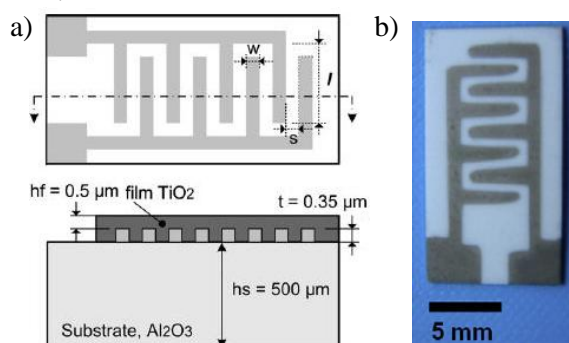 a)
b)
w
l
s
hf = 0.5 µm
film TiO2
t = 0.35 µm
hs = 500 µm
Substrate, Al2O3
5 mm